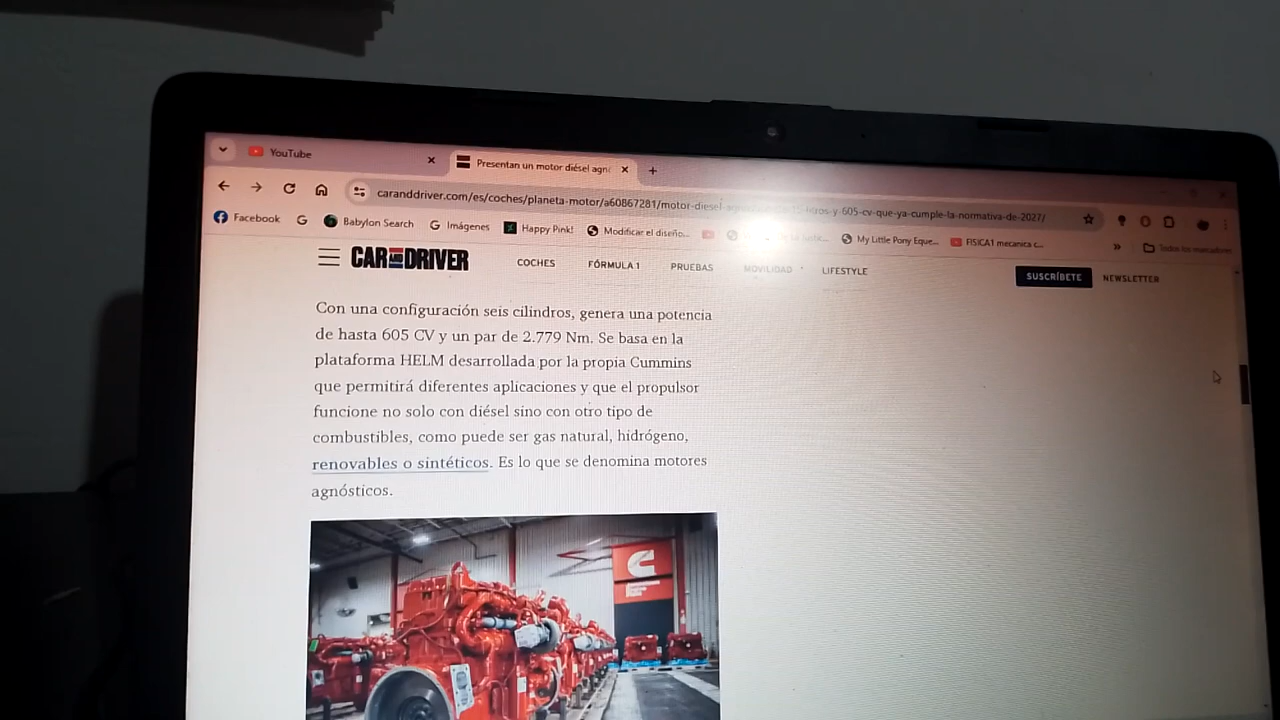 YouTube
Presentan un motor diésel agn
caranddriver.com/es/coches/planeta-motor/a60867281/motor-diesel-
-y-605-cv-que-ya-cumple-la-normativa-de-2027/
Facebook
Babylon Search
Imágenes
Happy Pink!
Modificar el diseño...
My Little Pony Eque...
FISICA1 mecanica c...
Todos los marcadores
CAR AND DRIVER
COCHES
FÓRMULA 1
PRUEBAS
MOVILIDAD
LIFESTYLE
SUSCRÍBETE
NEWSLETTER
Con una configuración seis cilindros, genera una potencia
de hasta 605 CV y un par de 2.779 Nm. Se basa en la
plataforma HELM desarrollada por la propia Cummins
que permitirá diferentes aplicaciones y que el propulsor
funcione no solo con diésel sino con otro tipo de
combustibles, como puede ser gas natural, hidrógeno,
renovables o sintéticos. Es lo que se denomina motores
agnósticos.